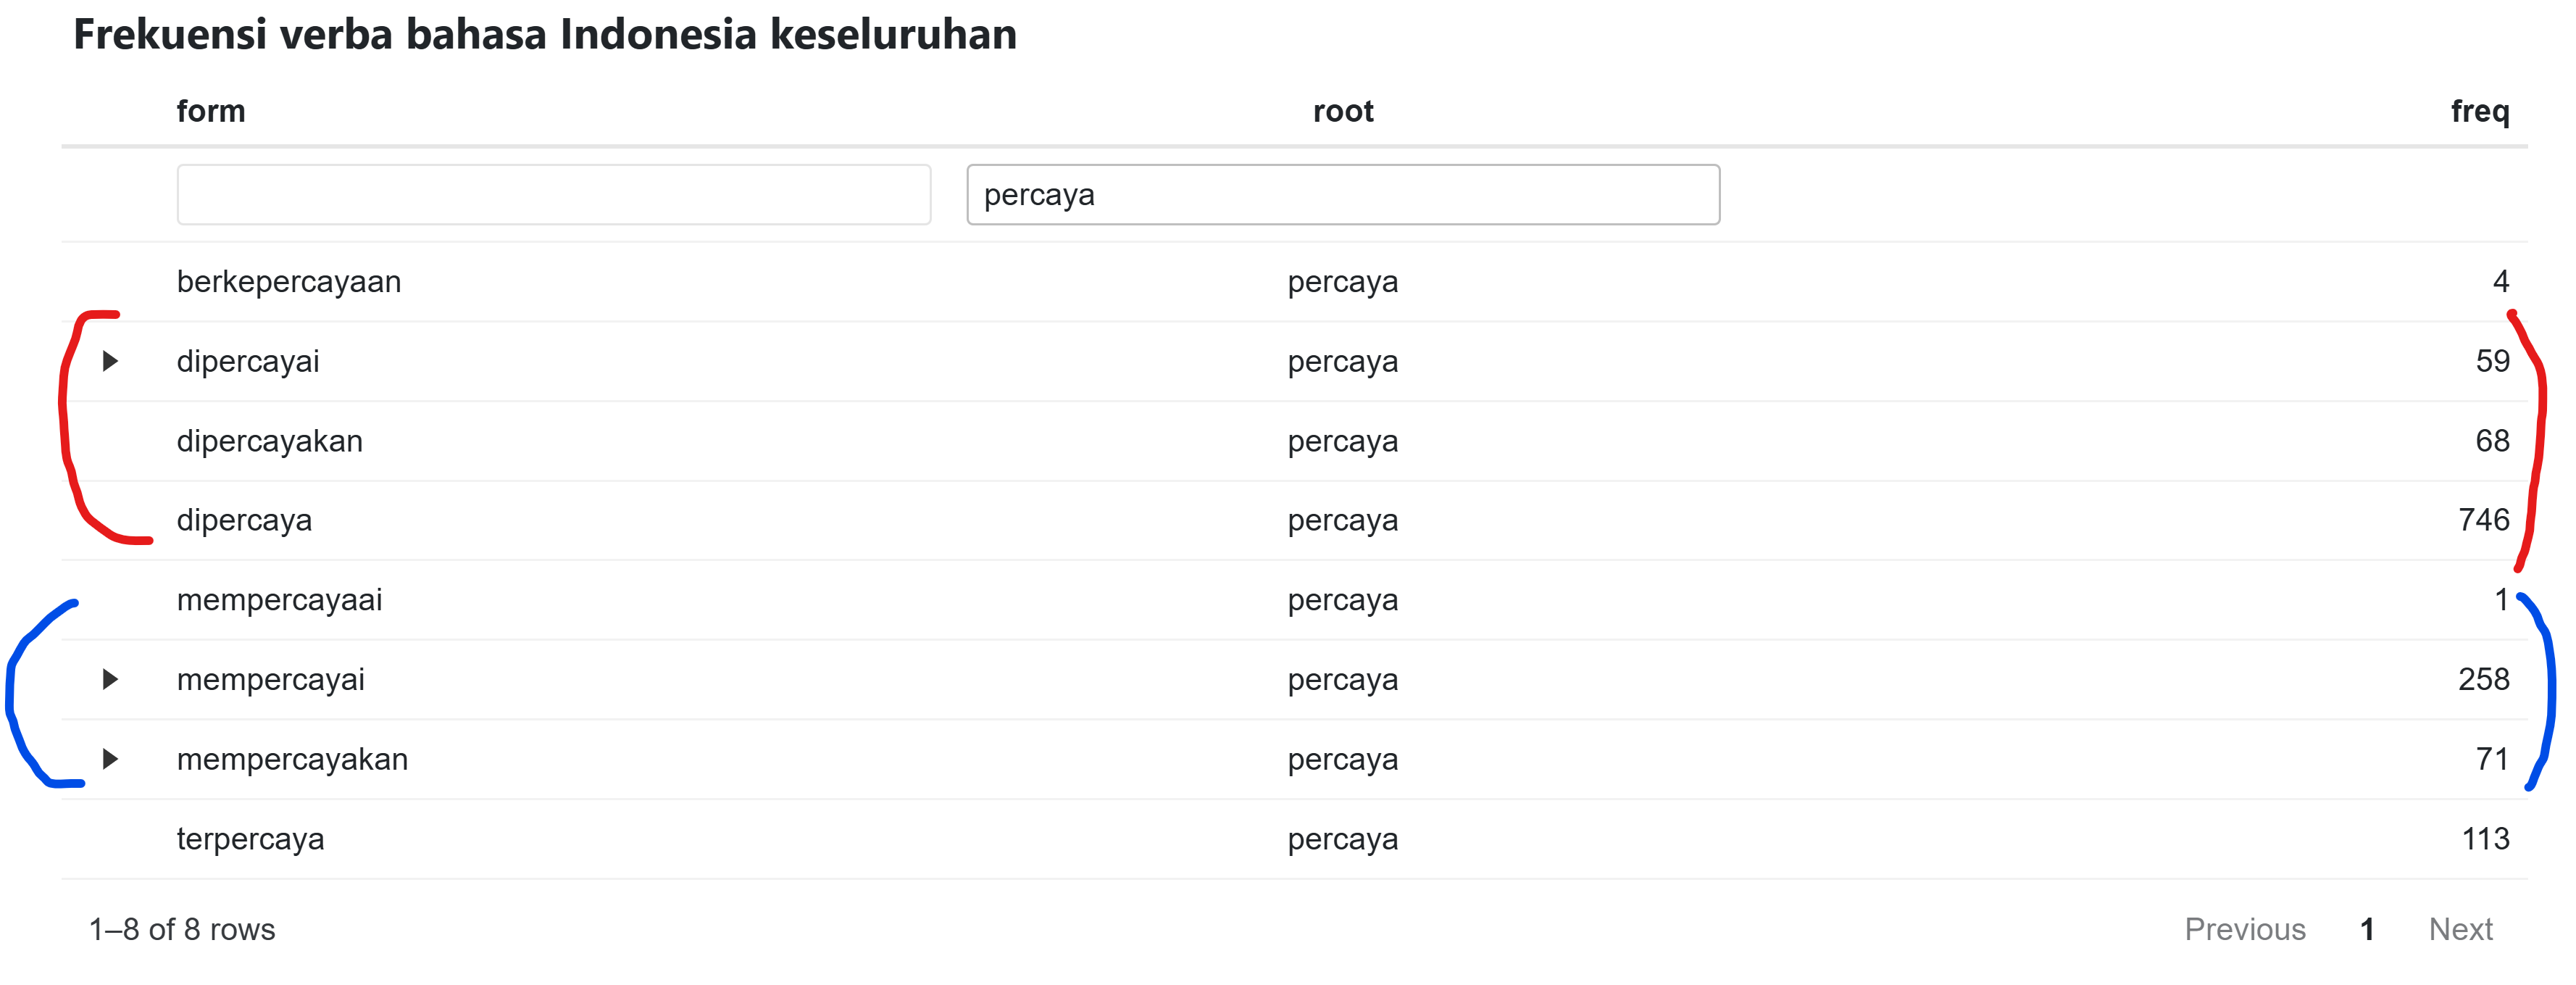 Frekuensi verba bahasa Indonesia keseluruhan
form root freq
percaya
berkepercayaan percaya 4
dipercayai percaya 59
dipercayakan percaya 68
dipercaya percaya 746
mempercayaai percaya 1
mempercayai percaya 258
mempercayakan percaya 71
terpercaya percaya 113
1–8 of 8 rows Previous 1 Next